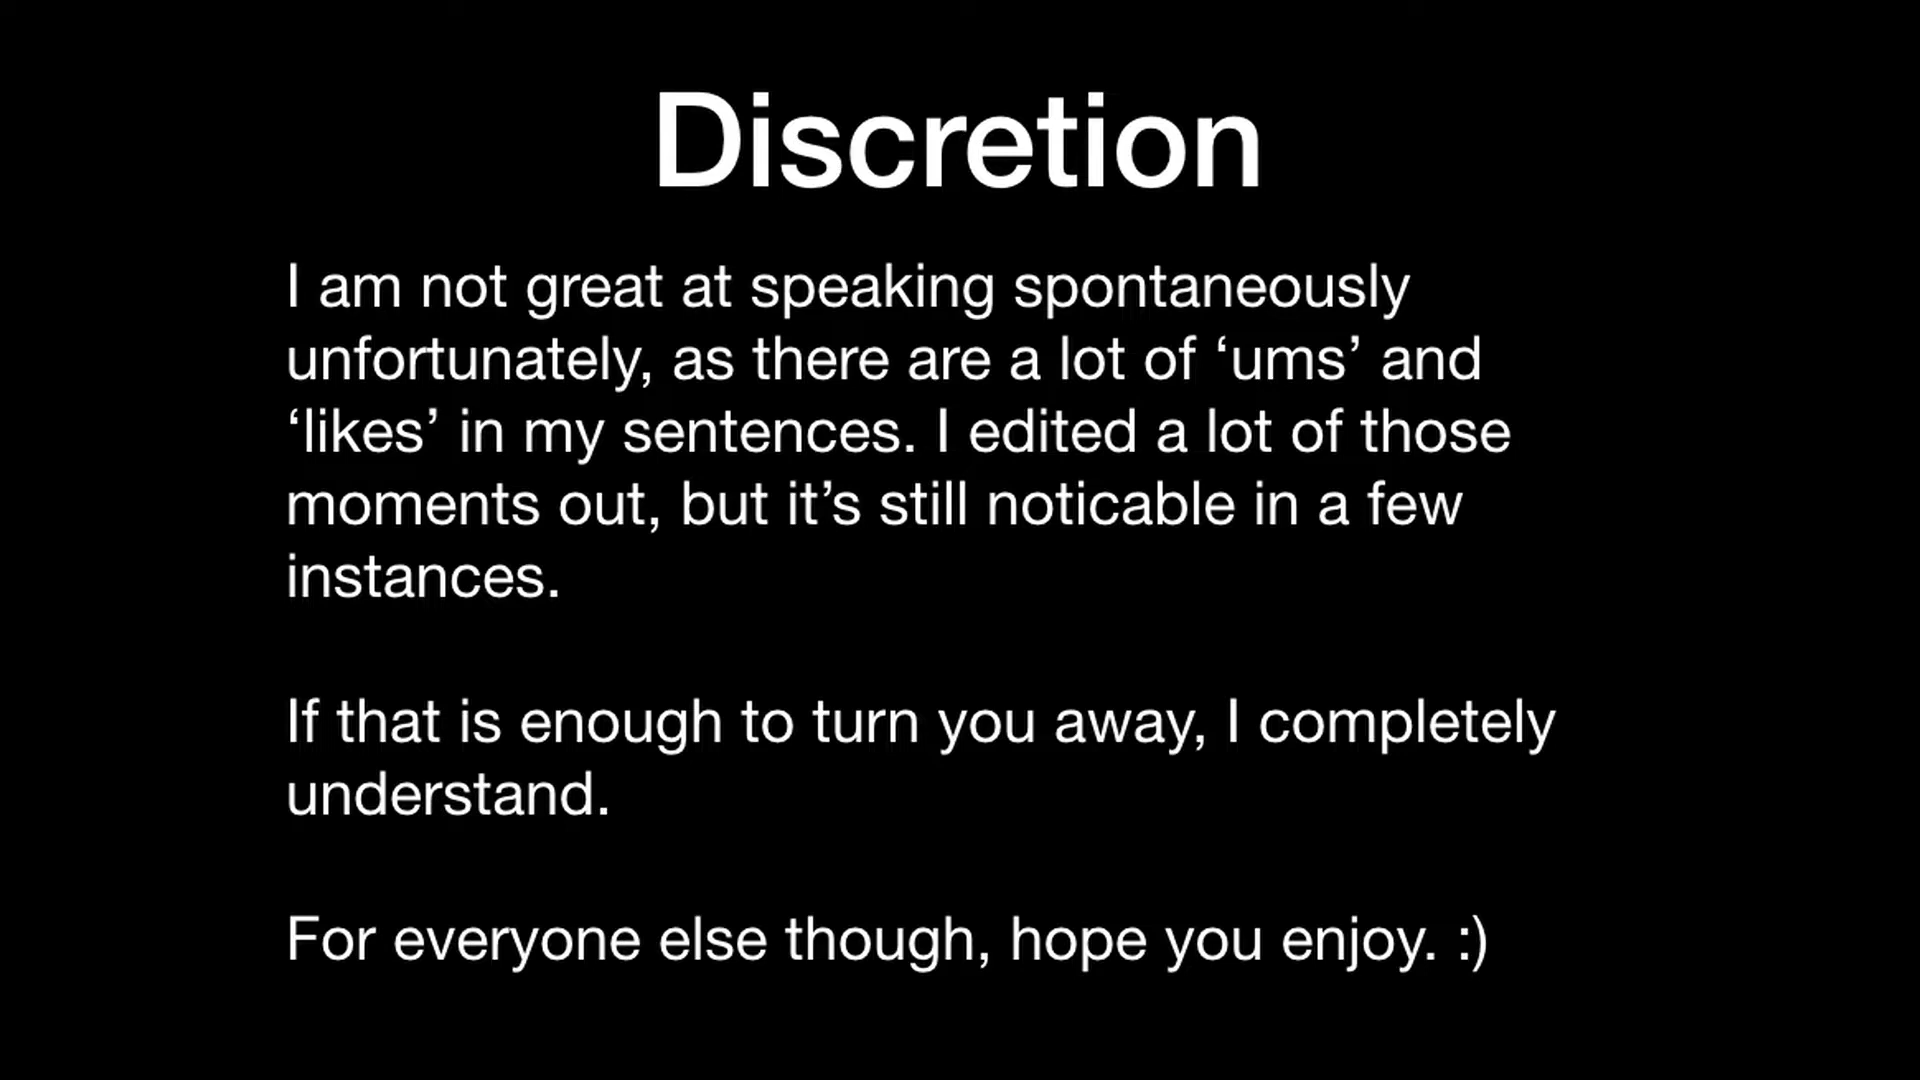 Discretion
I am not great at speaking spontaneously
unfortunately, as there are a lot of ‘ums’ and
‘likes’ in my sentences. I edited a lot of those
moments out, but it’s still noticable in a few
instances.
If that is enough to turn you away, I completely
understand.
For everyone else though, hope you enjoy. :)